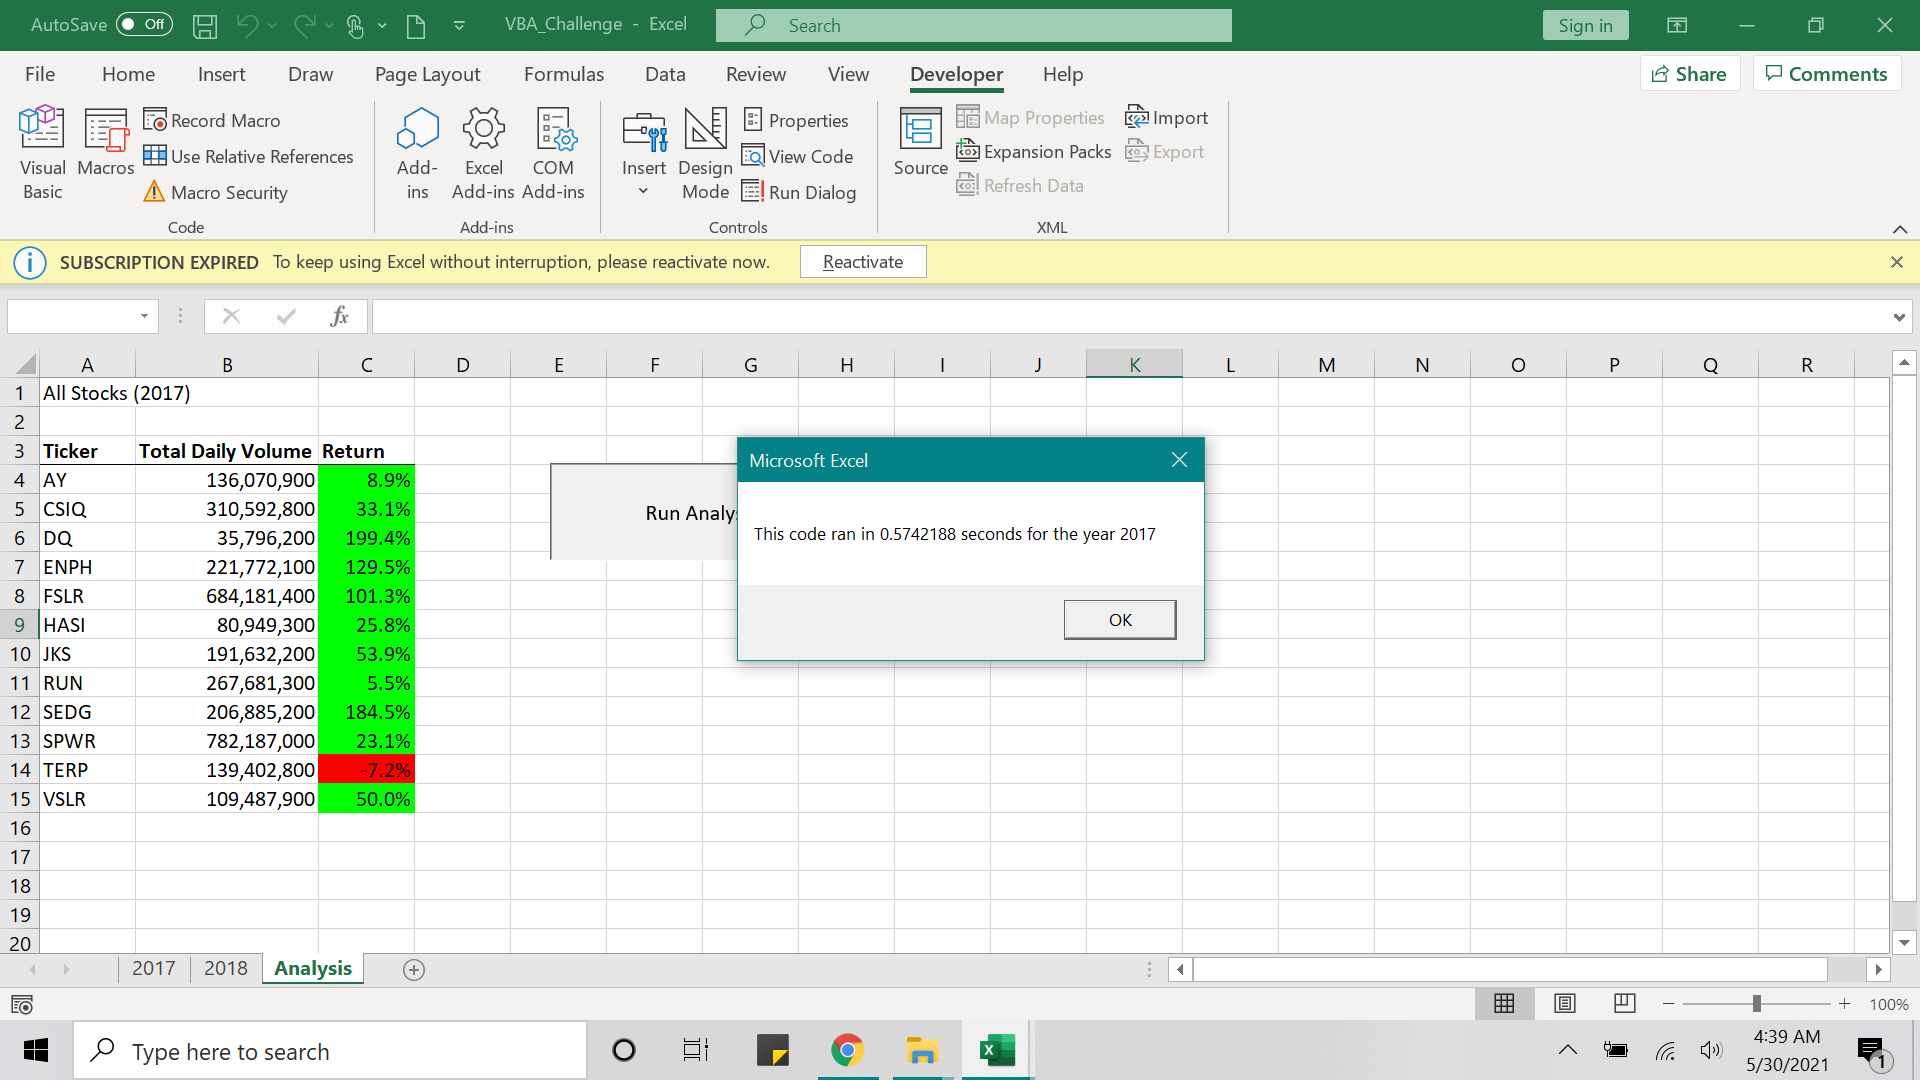 AutoSave Off VBA_Challenge - Excel Search Sign in
File Home Insert Draw Page Layout Formulas Data Review View Developer Help Share Comments
Visual Basic Macros Record Macro
Use Relative References
Macro Security
Code
Add-ins Excel Add-ins COM Add-ins
Add-ins
Insert Design Mode Properties
View Code
Run Dialog
Controls
Source Map Properties
Expansion Packs
Refresh Data
Import
Export
XML
SUBSCRIPTION EXPIRED To keep using Excel without interruption, please reactivate now. Reactivate
fx
A B C D E F G H I J K L M N O P Q R
1 All Stocks (2017)
2
3 Ticker Total Daily Volume Return
4 AY 136,070,900 8.9%
5 CSIQ 310,592,800 33.1%
6 DQ 35,796,200 199.4%
7 ENPH 221,772,100 129.5%
8 FSLR 684,181,400 101.3%
9 HASI 80,949,300 25.8%
10 JKS 191,632,200 53.9%
11 RUN 267,681,300 5.5%
12 SEDG 206,885,200 184.5%
13 SPWR 782,187,000 23.1%
14 TERP 139,402,800 -7.2%
15 VSLR 109,487,900 50.0%
16
17
18
19
20
Run Analys
Microsoft Excel
This code ran in 0.5742188 seconds for the year 2017
OK
2017 2018 Analysis
100%
Type here to search
4:39 AM
5/30/2021
1